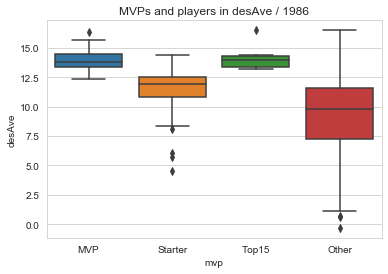 MVPs and players in desAve / 1986
15.0
12.5
10.0
7.5
5.0
2.5
0.0
desAve
MVP Starter Top15 Other
mvp